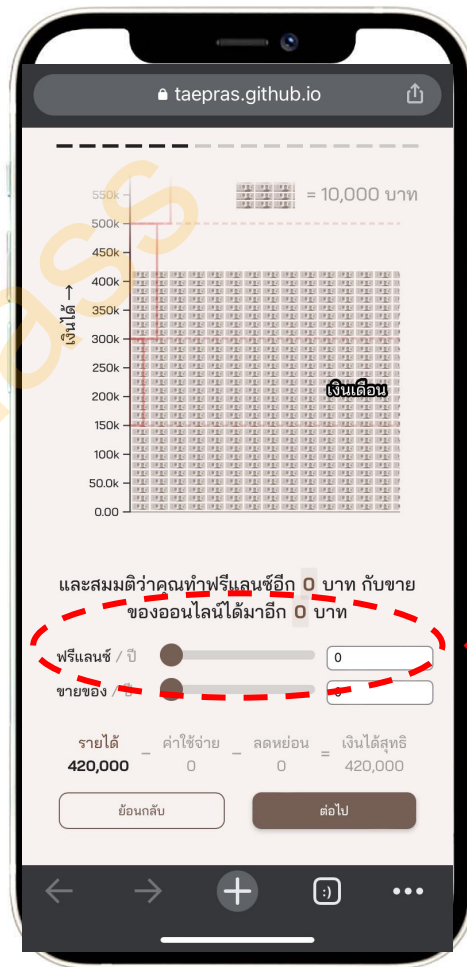 taepras.github.io
550k
= 10,000 บาท
500k
450k
400k
350k
300k
250k
200k
150k
100k
50.0k
0.00
เงินได้ →
เงินเดือน
และสมมติว่าคุณทำฟรีแลนซ์อีก 0 บาท กับขาย
ของออนไลน์ได้มาอีก 0 บาท
ฟรีแลนซ์ / ปี
0
ขายของ / ปี
0
รายได้ – ค่าใช้จ่าย – ลดหย่อน = เงินได้สุทธิ
420,000 0 0 420,000
ย้อนกลับ
ต่อไป
:)